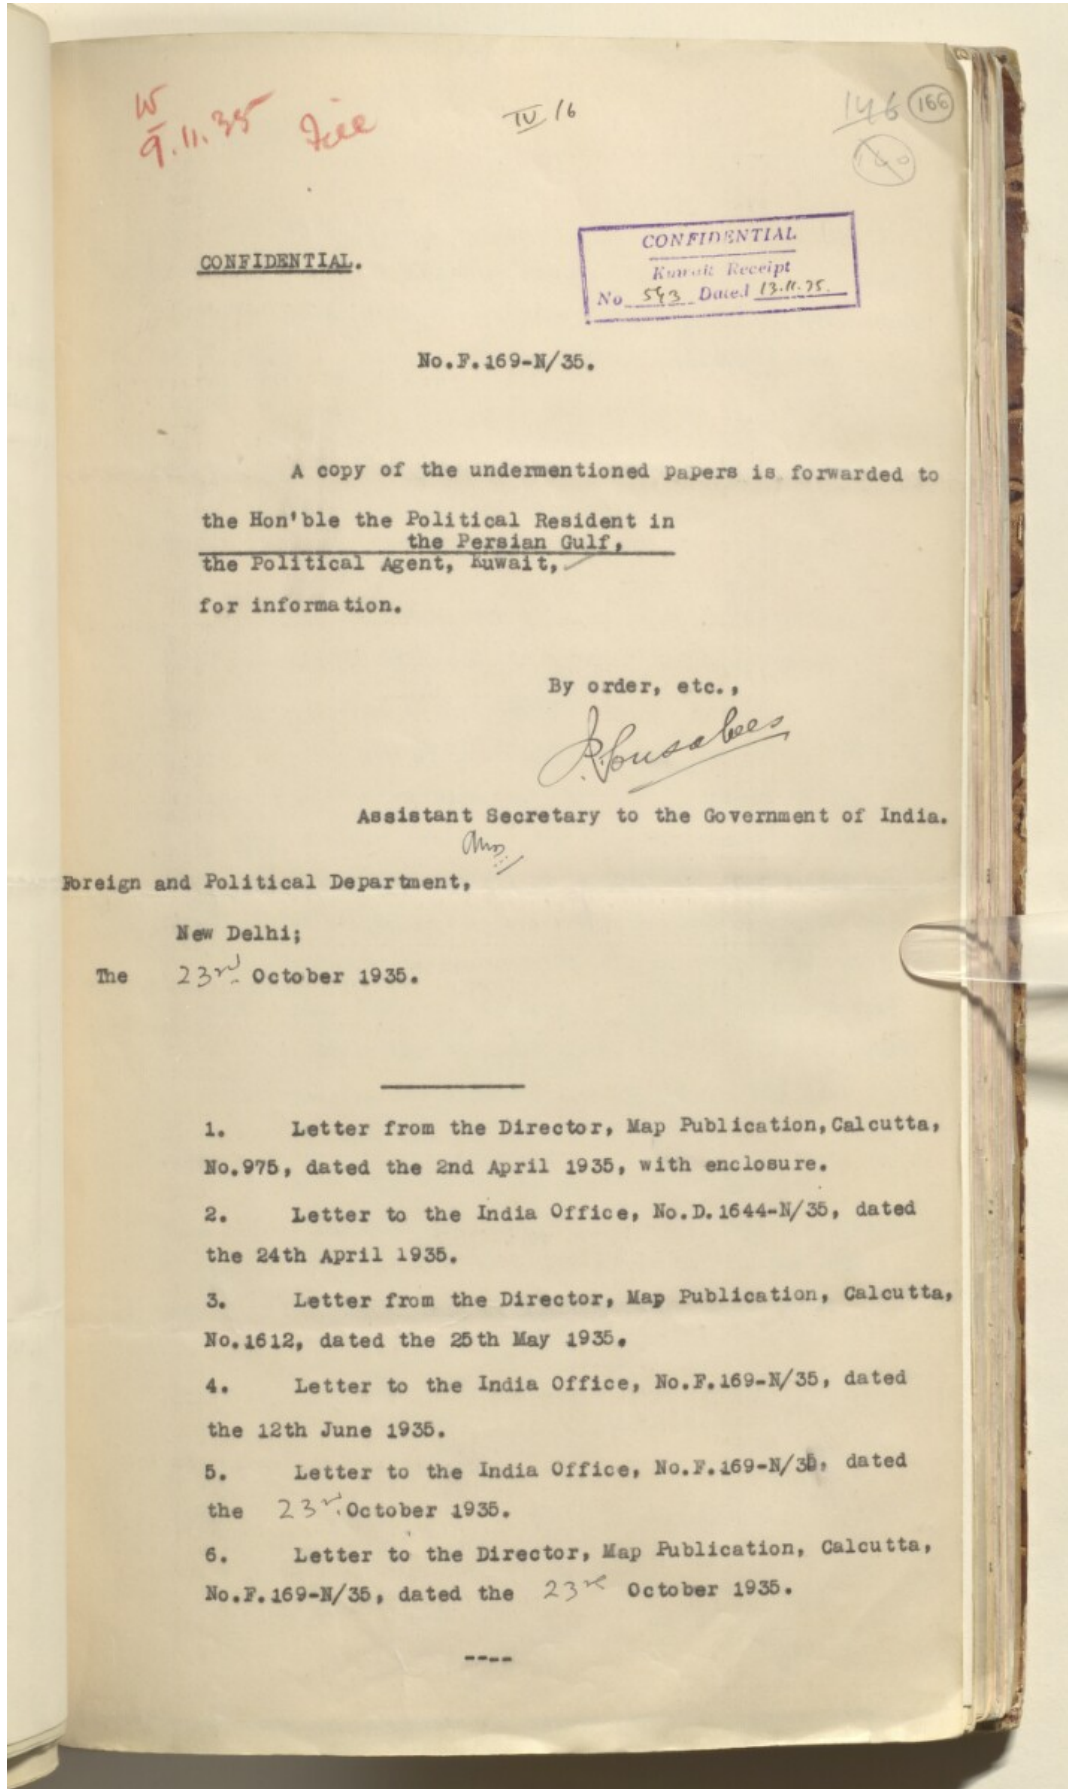 9.11.35 File
IV/6
146
166
CONFIDENTIAL.
CONFIDENTIAL
Kuwait Receipt
No 543 Dated 13.11.35.
No.F.169-N/35.
A copy of the undermentioned papers is forwarded to
the Hon'ble the Political Resident in
the Persian Gulf,
the Political Agent, Kuwait,
for information.
By order, etc.,
Assistant Secretary to the Government of India.
Foreign and Political Department,
New Delhi;
The 23rd October 1935.
1. Letter from the Director, Map Publication, Calcutta,
No.975, dated the 2nd April 1935, with enclosure.
2. Letter to the India Office, No.D.1644-N/35, dated
the 24th April 1935.
3. Letter from the Director, Map Publication, Calcutta,
No.1612, dated the 25th May 1935.
4. Letter to the India Office, No.F.169-N/35, dated
the 12th June 1935.
5. Letter to the India Office, No.F.169-N/35, dated
the 23rd October 1935.
6. Letter to the Director, Map Publication, Calcutta,
No.F.169-N/35, dated the 23rd October 1935.
----